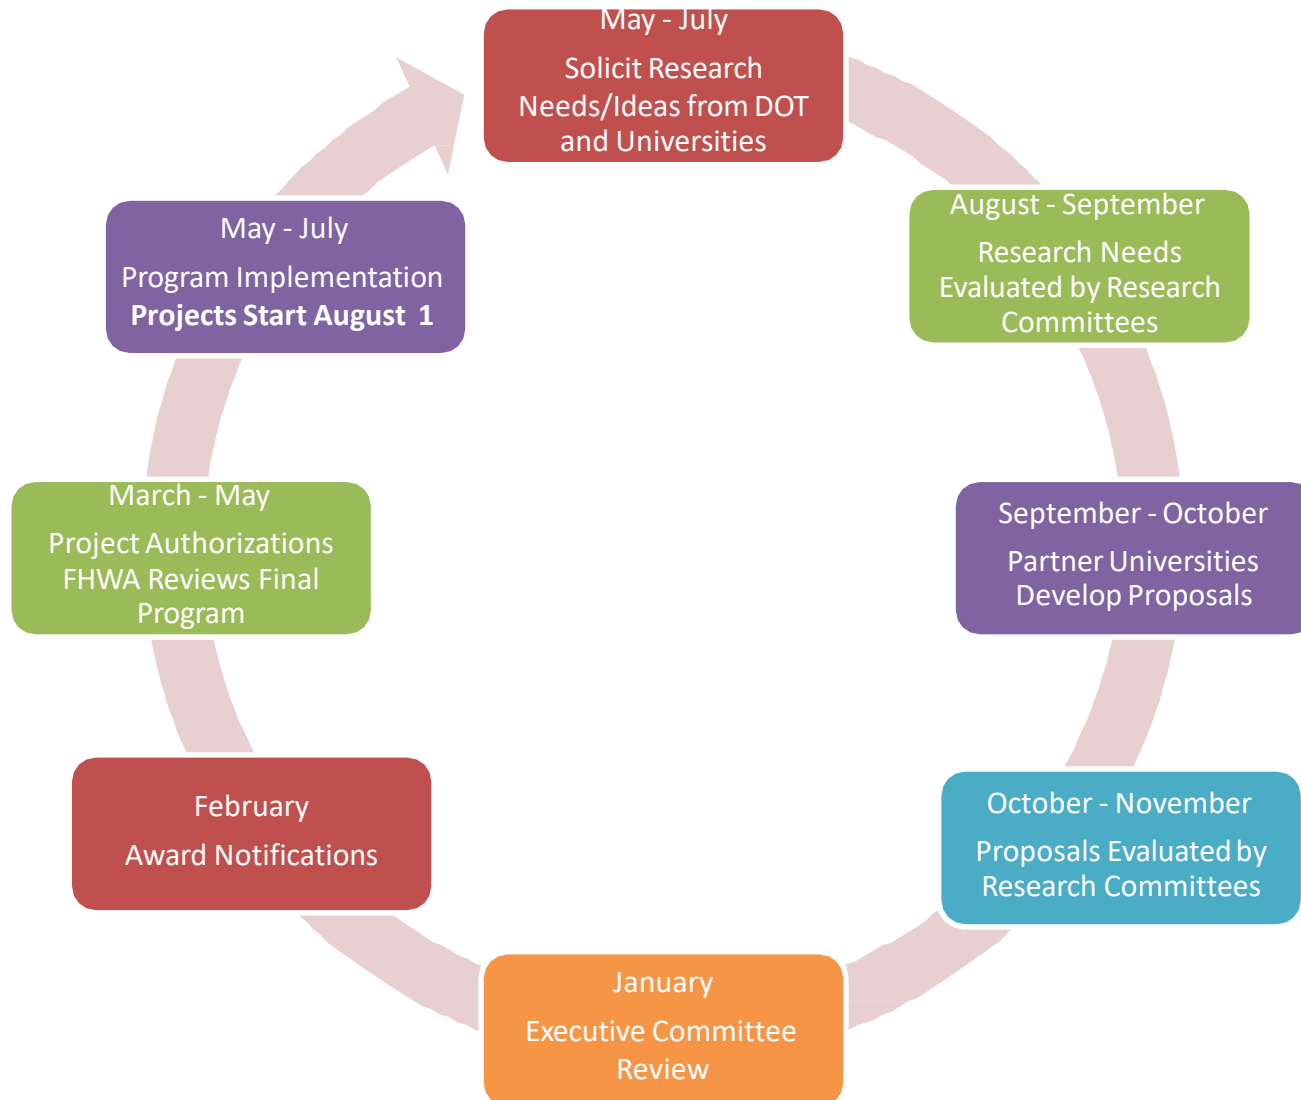 May - July
Solicit Research
Needs/Ideas from DOT
and Universities
August - September
Research Needs
Evaluated by Research
Committees
September - October
Partner Universities
Develop Proposals
October - November
Proposals Evaluated by
Research Committees
January
Executive Committee
Review
February
Award Notifications
March - May
Project Authorizations
FHWA Reviews Final
Program
May - July
Program Implementation
Projects Start August 1